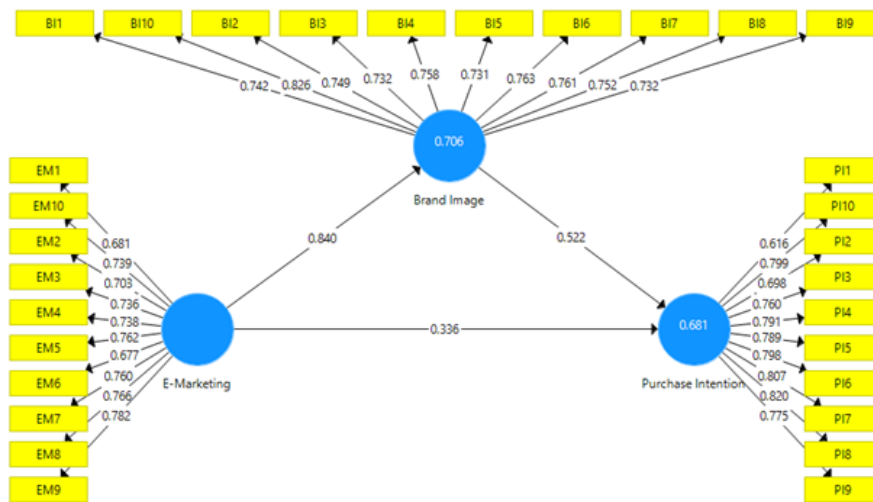 BI1 BI10 BI2 BI3 BI4 BI5 BI6 BI7 BI8 BI9
0.742 0.826 0.749 0.732 0.758 0.731 0.763 0.761 0.752 0.732
0.706
Brand Image
EM1
EM10
EM2
EM3
EM4
EM5
EM6
EM7
EM8
EM9
0.681
0.739
0.703
0.736
0.738
0.762
0.677
0.760
0.766
0.782
E-Marketing
0.840
0.522
0.336
0.681
Purchase Intention
0.616
0.799
0.698
0.760
0.791
0.789
0.798
0.807
0.820
0.775
PI1
PI10
PI2
PI3
PI4
PI5
PI6
PI7
PI8
PI9